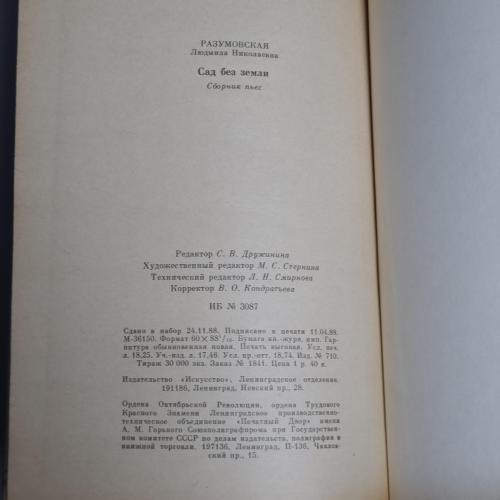 РАЗУМОВСКАЯ
Людмила Николаевна
Сад без земли
Сборник пьес
Редактор С. В. Дружинина
Художественный редактор М. С. Стернина
Технический редактор Л. Н. Смирнова
Корректор В. О. Кондратьева
ИБ № 3087
Сдано в набор 24.11.88. Подписано к печати 11.04.89.
М-36150. Формат 60×88¹/₁₆. Бумага кн.-журн. имп. Гар-
нитура обыкновенная новая. Печать высокая. Усл. печ.
л. 18,25. Уч.-изд. л. 17,46. Усл. кр.-отт. 18,74. Изд. № 710.
Тираж 30 000 экз. Заказ № 1841. Цена 1 р. 40 к.
Издательство «Искусство», Ленинградское отделение.
191186, Ленинград, Невский пр., 28.
Ордена Октябрьской Революции, ордена Трудового
Красного Знамени Ленинградское производственно-
техническое объединение «Печатный Двор» имени
А. М. Горького Союзполиграфпрома при Государствен-
ном комитете СССР по делам издательств, полиграфии и
книжной торговли. 197136, Ленинград, П-136, Чкалов-
ский пр., 15.